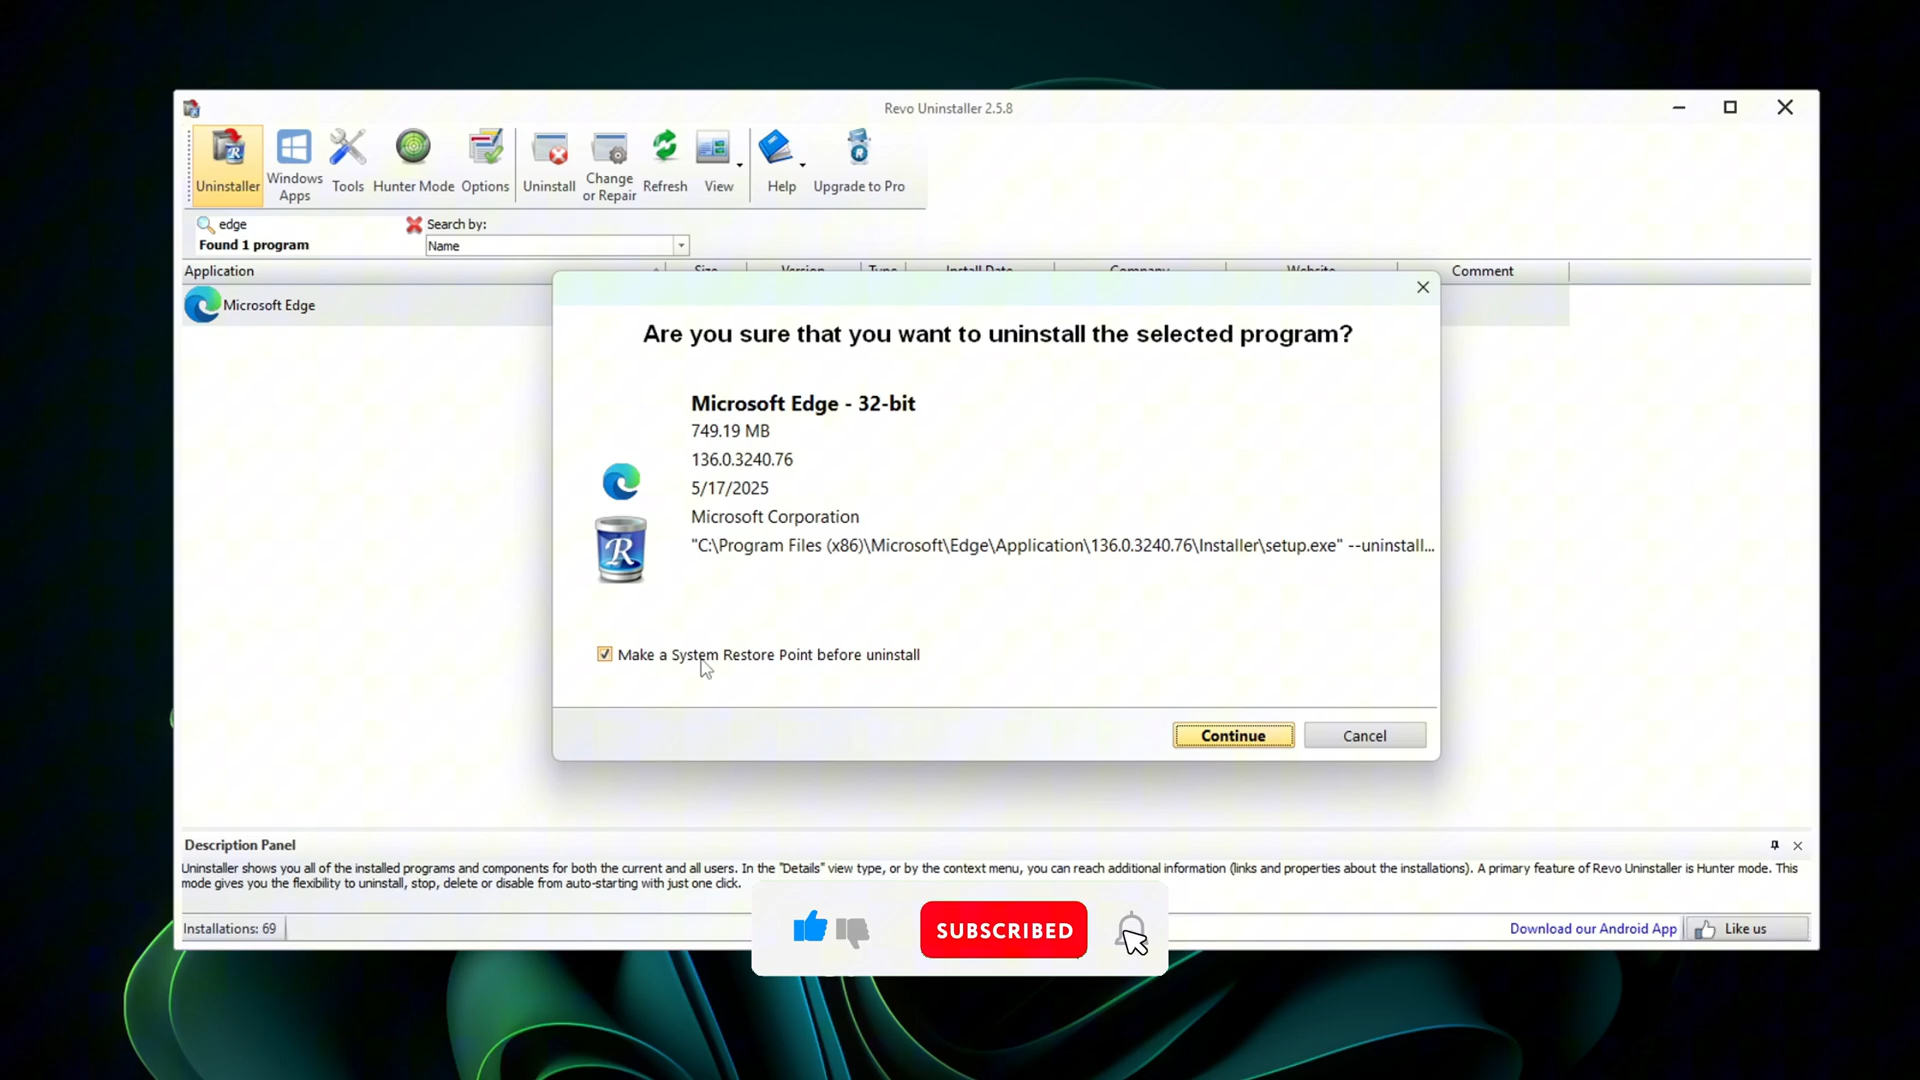 Revo Uninstaller 2.5.8
Uninstaller
Windows
Apps
Tools
Hunter Mode
Options
Uninstall
Change
or Repair
Refresh
View
Help
Upgrade to Pro
edge
Search by:
Found 1 program
Name
Application
Size
Version
Type
Install Date
Company
Website
Comment
Microsoft Edge
Are you sure that you want to uninstall the selected program?
Microsoft Edge - 32-bit
749.19 MB
136.0.3240.76
5/17/2025
Microsoft Corporation
"C:\Program Files (x86)\Microsoft\Edge\Application\136.0.3240.76\Installer\setup.exe" --uninstall...
R
Make a System Restore Point before uninstall
Continue
Cancel
Description Panel
Uninstaller shows you all of the installed programs and components for both the current and all users. In the "Details" view type, or by the context menu, you can reach additional information (links and properties about the installations). A primary feature of Revo Uninstaller is Hunter mode. This
mode gives you the flexibility to uninstall, stop, delete or disable from auto-starting with just one click.
Installations: 69
SUBSCRIBED
Download our Android App
Like us